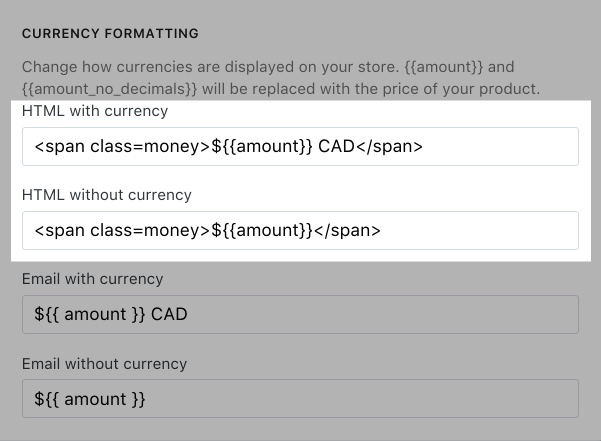 CURRENCY FORMATTING
Change how currencies are displayed on your store. {{amount}} and
{{amount_no_decimals}} will be replaced with the price of your product.
HTML with currency
<span class=money>${{amount}} CAD</span>
HTML without currency
<span class=money>${{amount}}</span>
Email with currency
${{ amount }} CAD
Email without currency
${{ amount }}